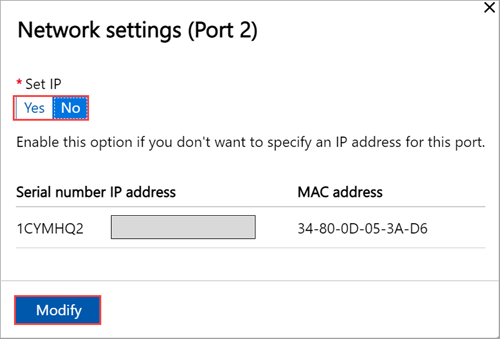 Network settings (Port 2)
* Set IP
Yes No
Enable this option if you don't want to specify an IP address for this port.
Serial number IP address MAC address
1CYMHQ2 34-80-0D-05-3A-D6
Modify